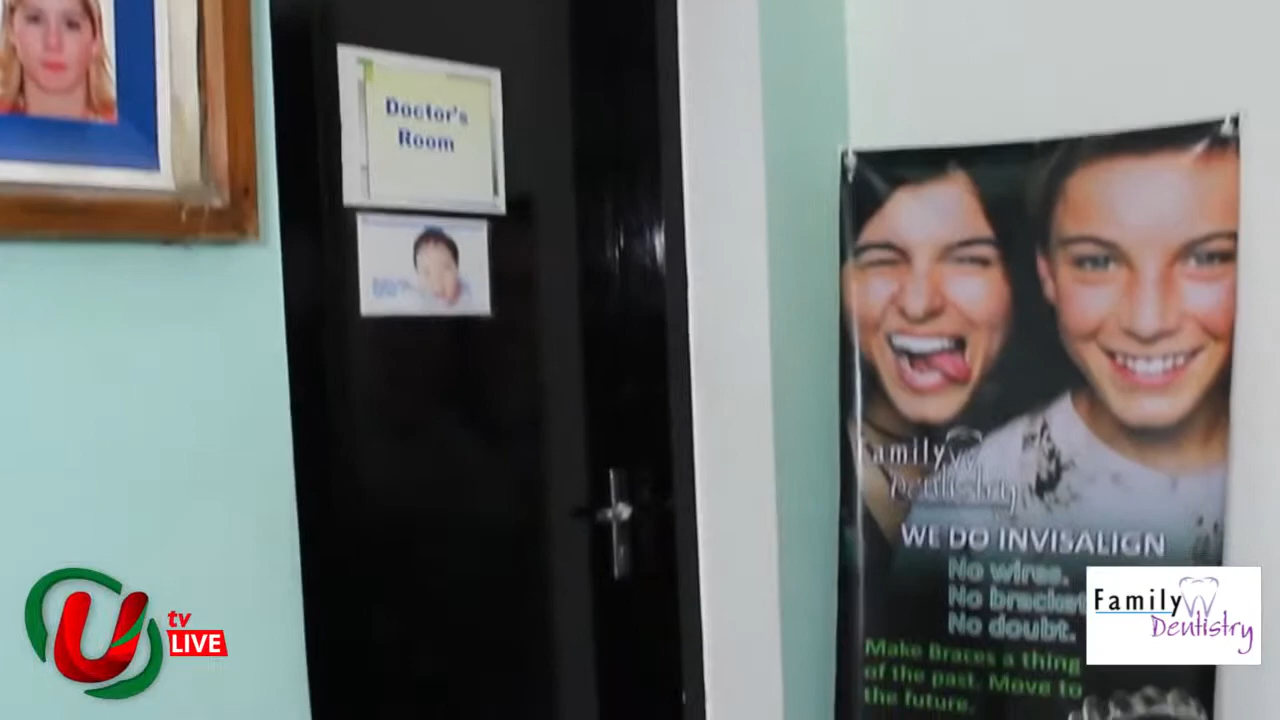 Doctor's
Room
Family
Dentistry
WE DO INVISALIGN
No wires.
No bracket
No doubt.
Make Braces a thing
of the past. Move to
the future.
U
tv
LIVE
Family
Dentistry